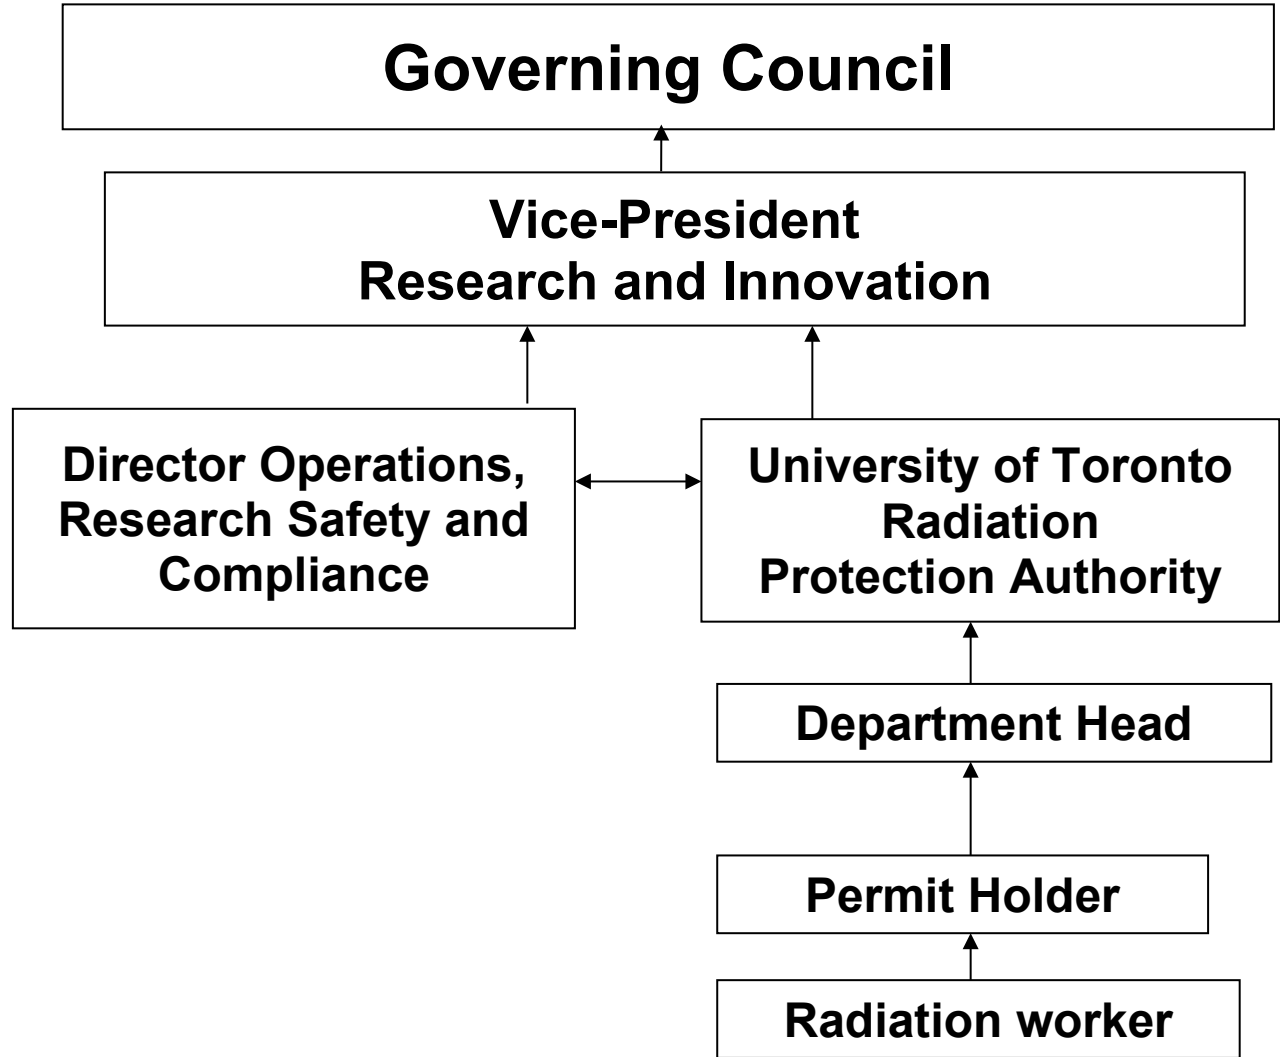 Governing Council
Vice-President
Research and Innovation
Director Operations,
Research Safety and
Compliance
University of Toronto
Radiation
Protection Authority
Department Head
Permit Holder
Radiation worker